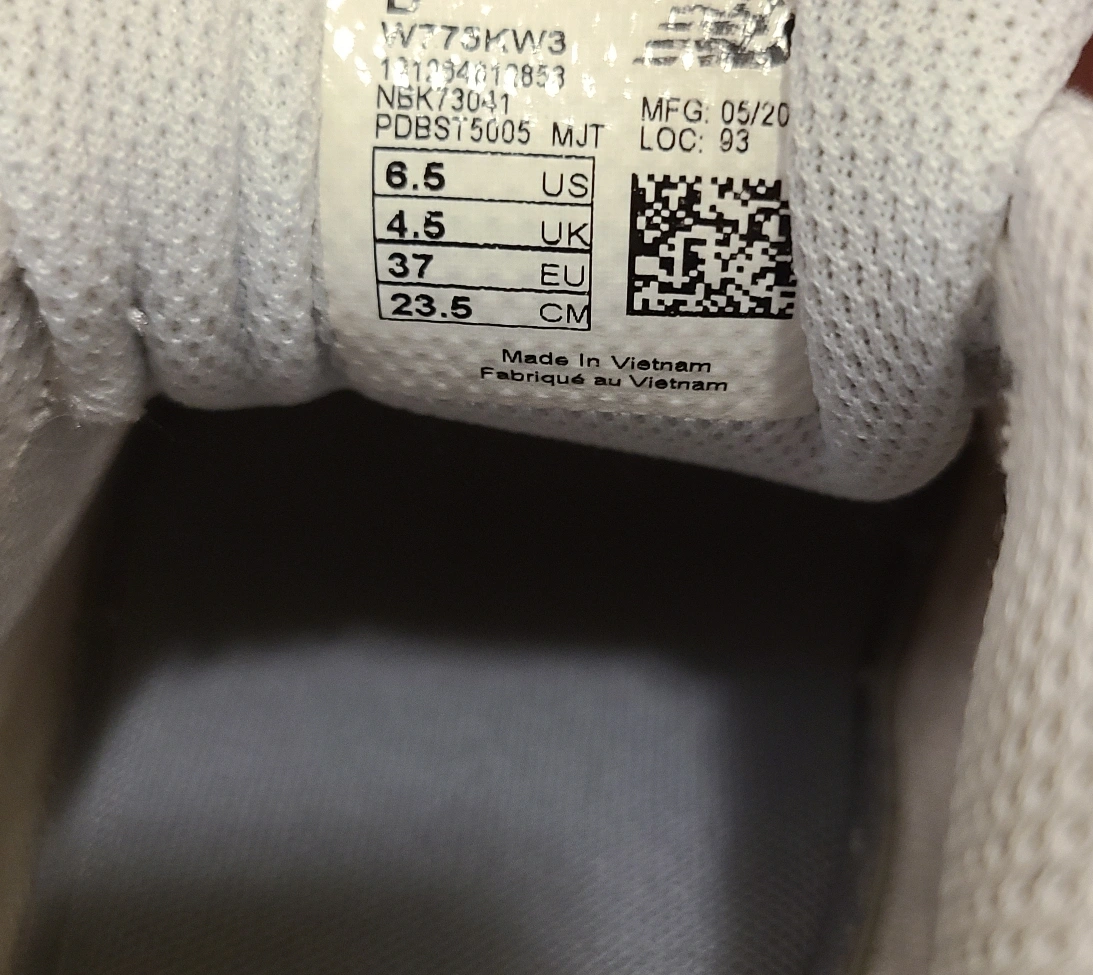 W773KW3
NBK73041
PDBST5005 MJT
MFG: 05/20
LOC: 93
6.5 US
4.5 UK
37 EU
23.5 CM
Made In Vietnam
Fabriqué au Vietnam